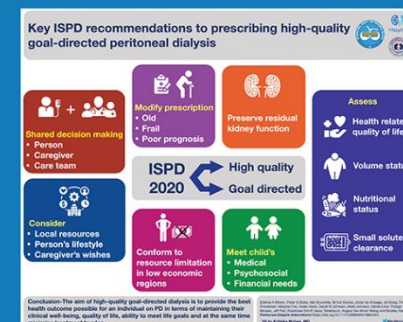 Key ISPD recommendations to prescribing high-quality
goal-directed peritoneal dialysis
Shared decision making
• Person
• Caregiver
• Care team
Modify prescription
• Old
• Frail
• Poor prognosis
Preserve residual
kidney function
ISPD
2020
High quality
Goal directed
Consider
• Local resources
• Person's lifestyle
• Caregiver's wishes
Conform to
resource limitation
in low economic
regions
Meet child's
• Medical
• Psychosocial
• Financial needs
Assess
Health relate
quality of life
Volume statu
Nutritional
status
Small solute
clearance
Conclusion-The aim of high-quality goal-directed dialysis is to provide the best
health outcome possible for an individual on PD in terms of maintaining their
clinical well-being, quality of life, ability to meet life goals and at the same time